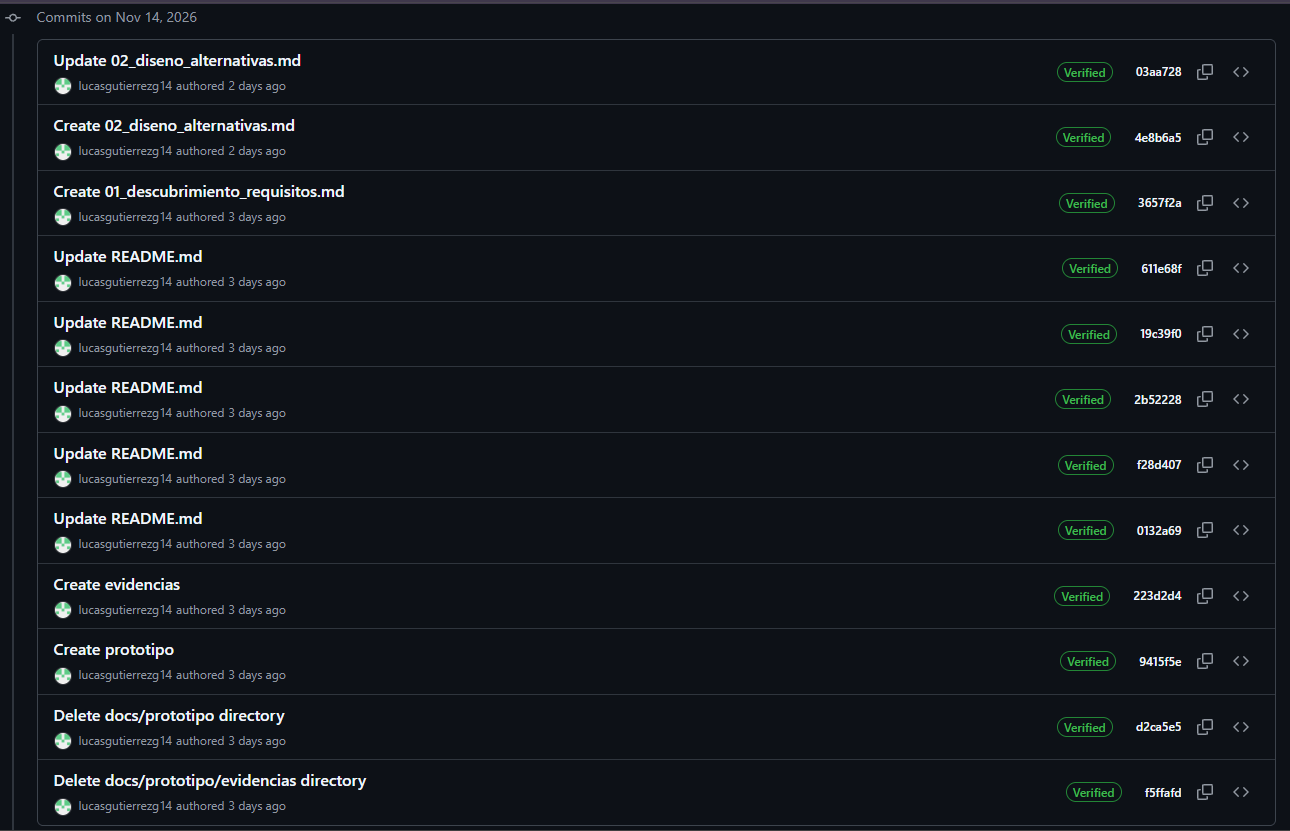 Commits on Nov 14, 2026
Update 02_diseno_alternativas.md
lucasgutierrezg14 authored 2 days ago
Verified
03aa728
Create 02_diseno_alternativas.md
lucasgutierrezg14 authored 2 days ago
Verified
4e8b6a5
Create 01_descubrimiento_requisitos.md
lucasgutierrezg14 authored 3 days ago
Verified
3657f2a
Update README.md
lucasgutierrezg14 authored 3 days ago
Verified
611e68f
Update README.md
lucasgutierrezg14 authored 3 days ago
Verified
19c39f0
Update README.md
lucasgutierrezg14 authored 3 days ago
Verified
2b52228
Update README.md
lucasgutierrezg14 authored 3 days ago
Verified
f28d407
Update README.md
lucasgutierrezg14 authored 3 days ago
Verified
0132a69
Create evidencias
lucasgutierrezg14 authored 3 days ago
Verified
223d2d4
Create prototipo
lucasgutierrezg14 authored 3 days ago
Verified
9415f5e
Delete docs/prototipo directory
lucasgutierrezg14 authored 3 days ago
Verified
d2ca5e5
Delete docs/prototipo/evidencias directory
lucasgutierrezg14 authored 3 days ago
Verified
f5ffafd